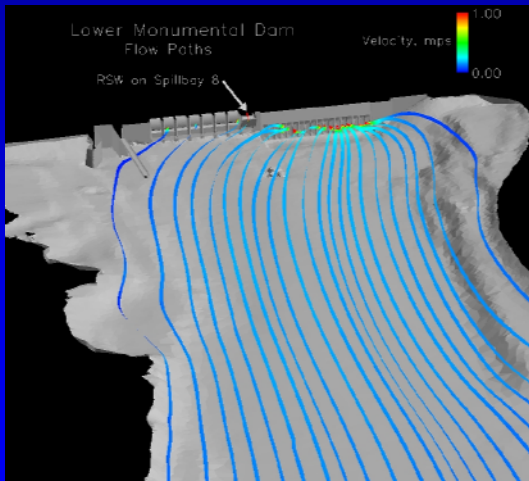 Lower Monumental Dam
Flow Paths
RSW on Spillbay 8
Velocity, mps
1.00
0.00